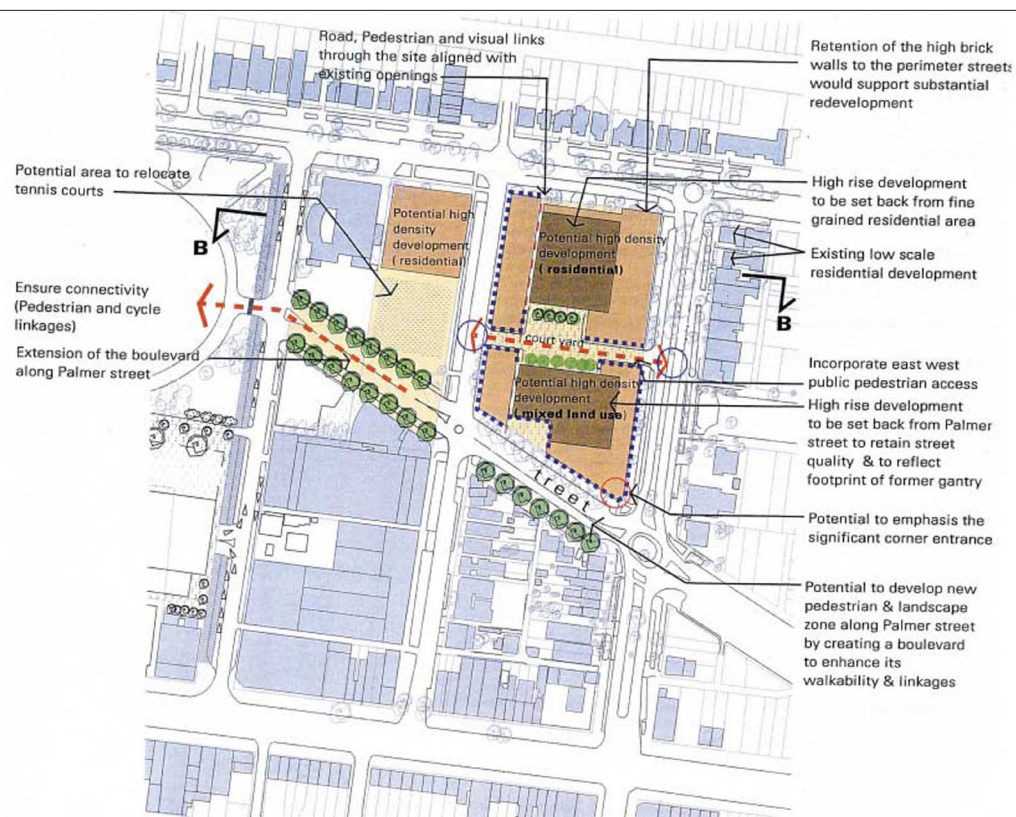 Road, Pedestrian and visual links
through the site aligned with
existing openings
Retention of the high brick
walls to the perimeter streets
would support substantial
redevelopment
Potential area to relocate
tennis courts
High rise development
to be set back from fine
grained residential area
Potential high
density
development
(residential)
Potential high density
development
(residential)
B
Existing low scale
residential development
Ensure connectivity
(Pedestrian and cycle
linkages)
B
court yard
Extension of the boulevard
along Palmer street
Incorporate east west
public pedestrian access
Potential high density
development
(mixed land use)
High rise development
to be set back from Palmer
street to retain street
quality & to reflect
footprint of former gantry
treet
Potential to emphasis the
significant corner entrance
Potential to develop new
pedestrian & landscape
zone along Palmer street
by creating a boulevard
to enhance its
walkability & linkages